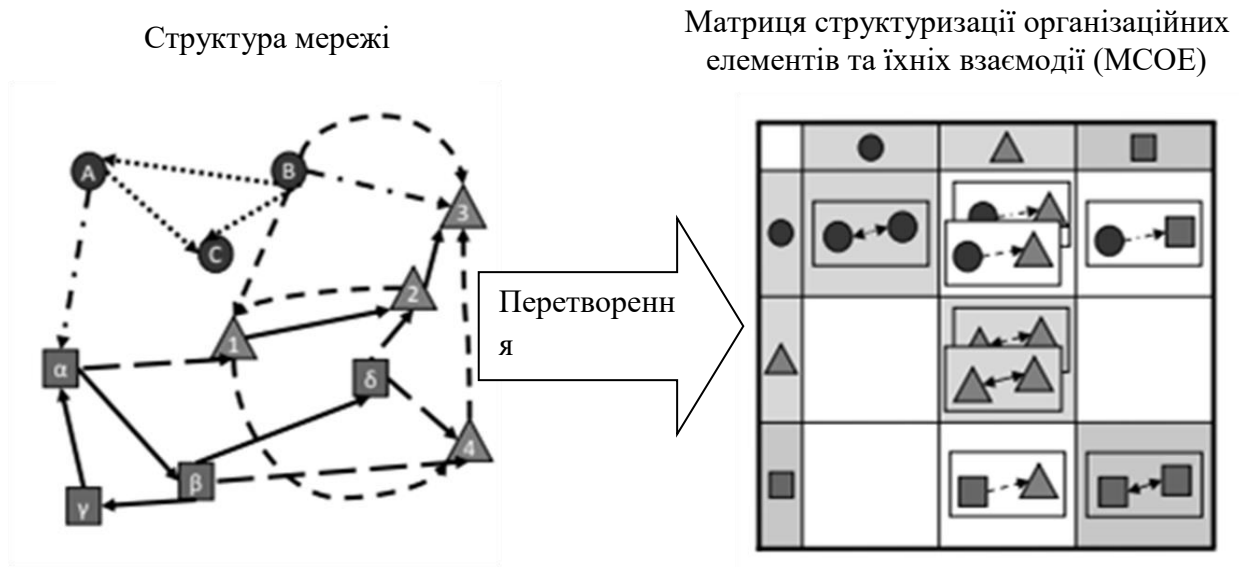 Структура мережі
Матриця структуризації організаційних
елементів та їхніх взаємодії (МСОЕ)
A
B
C
3
2
1
Перетворенн
я
α
δ
4
β
γ